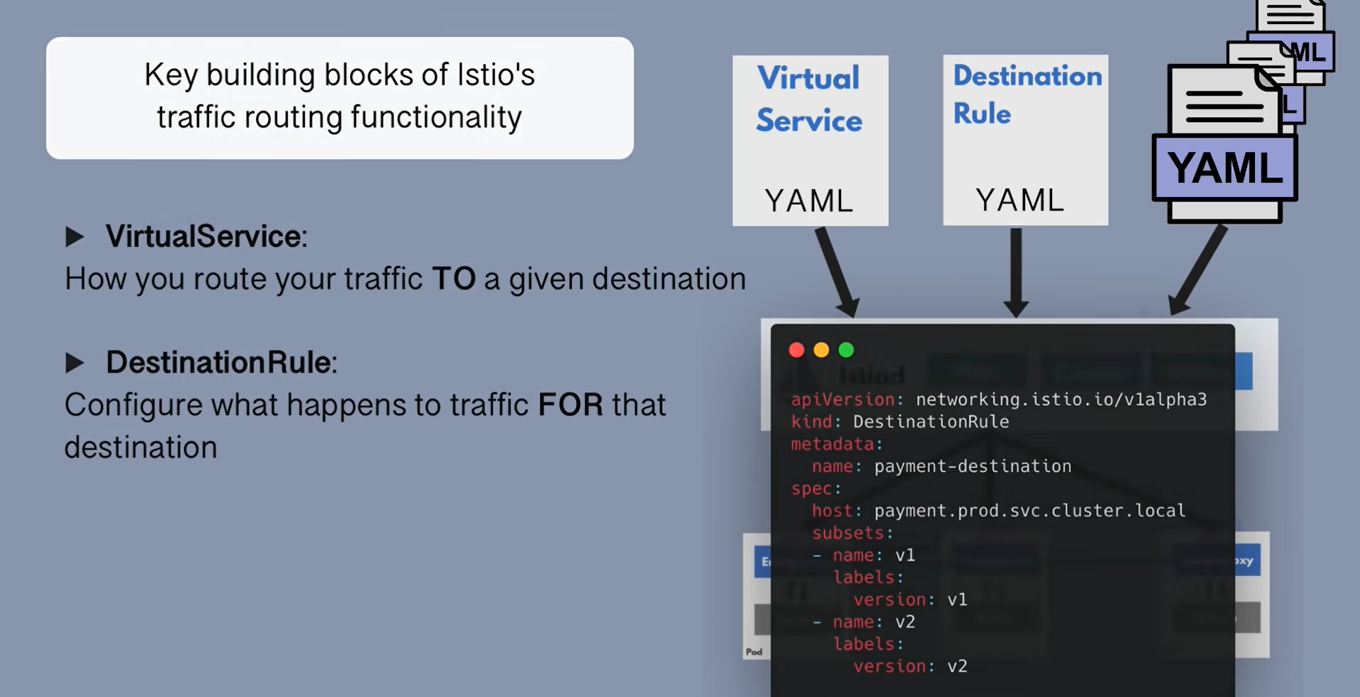 Key building blocks of Istio's
traffic routing functionality
▶ VirtualService:
How you route your traffic TO a given destination
▶ DestinationRule:
Configure what happens to traffic FOR that
destination
Virtual
Service
YAML
Destination
Rule
YAML
YAML
apiVersion: networking.istio.io/v1alpha3
kind: DestinationRule
metadata:
  name: payment-destination
spec:
  host: payment.prod.svc.cluster.local
  subsets:
  - name: v1
    labels:
      version: v1
  - name: v2
    labels:
      version: v2
Istiod
Pod